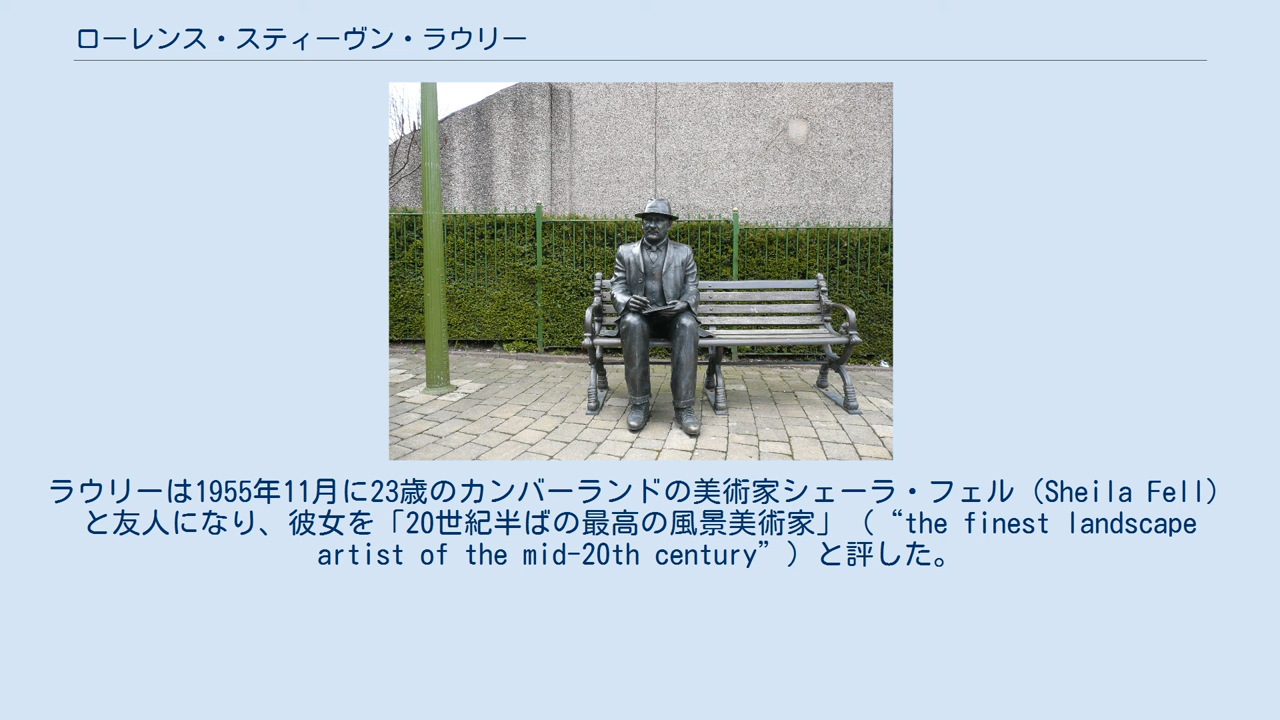 ローレンス・スティーヴン・ラウリー
ラウリーは1955年11月に23歳のカンバーランドの美術家シェーラ・フェル（Sheila Fell）
と友人になり、彼女を「20世紀半ばの最高の風景美術家」（“the finest landscape
artist of the mid-20th century”）と評した。